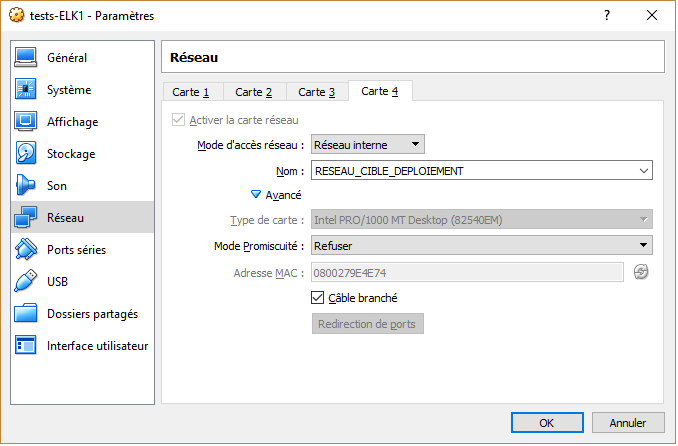 tests-ELK1 - Paramètres
?
Général
Système
Affichage
Stockage
Son
Réseau
Ports séries
USB
Dossiers partagés
Interface utilisateur
Réseau
Carte 1
Carte 2
Carte 3
Carte 4
Activer la carte réseau
Mode d'accès réseau : Réseau interne
Nom : RESEAU_CIBLE_DEPLOIEMENT
Avancé
Type de carte : Intel PRO/1000 MT Desktop (82540EM)
Mode Promiscuité : Refuser
Adresse MAC : 0800279E4E74
Câble branché
Redirection de ports
OK
Annuler